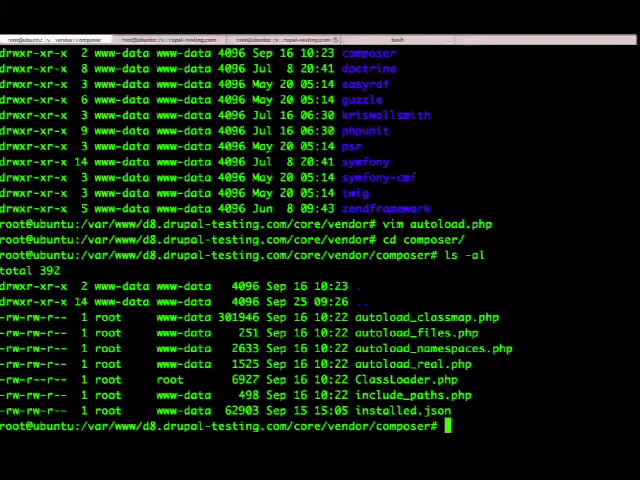 root@ubuntu: /v...vendor/composer root@ubuntu: /v...rupal-testing.com root@ubuntu: /v...rupal-testing.com bash
drwxr-xr-x 2 www-data www-data 4096 Sep 16 10:23 composer
drwxr-xr-x 8 www-data www-data 4096 Jul 8 20:41 doctrine
drwxr-xr-x 3 www-data www-data 4096 May 20 05:14 easyrdf
drwxr-xr-x 6 www-data www-data 4096 May 20 05:14 guzzle
drwxr-xr-x 3 www-data www-data 4096 Jul 16 06:30 kriswallsmith
drwxr-xr-x 9 www-data www-data 4096 Jul 16 06:30 phpunit
drwxr-xr-x 3 www-data www-data 4096 May 20 05:14 psr
drwxr-xr-x 14 www-data www-data 4096 Jul 8 20:41 symfony
drwxr-xr-x 3 www-data www-data 4096 May 20 05:14 symfony-cmf
drwxr-xr-x 3 www-data www-data 4096 May 20 05:14 twig
drwxr-xr-x 5 www-data www-data 4096 Jun 8 09:43 zendframework
root@ubuntu:/var/www/d8.drupal-testing.com/core/vendor# vim autoload.php
root@ubuntu:/var/www/d8.drupal-testing.com/core/vendor# cd composer/
root@ubuntu:/var/www/d8.drupal-testing.com/core/vendor/composer# ls -al
total 392
drwxr-xr-x 2 www-data www-data 4096 Sep 16 10:23 .
drwxr-xr-x 14 www-data www-data 4096 Sep 25 09:26 ..
-rw-rw-r-- 1 root www-data 301946 Sep 16 10:22 autoload_classmap.php
-rw-rw-r-- 1 root www-data 251 Sep 16 10:22 autoload_files.php
-rw-rw-r-- 1 root www-data 2633 Sep 16 10:22 autoload_namespaces.php
-rw-rw-r-- 1 root www-data 1525 Sep 16 10:22 autoload_real.php
-rw-r--r-- 1 root root 6927 Sep 16 10:22 ClassLoader.php
-rw-rw-r-- 1 root www-data 498 Sep 16 10:22 include_paths.php
-rw-rw-r-- 1 root www-data 62903 Sep 15 15:05 installed.json
root@ubuntu:/var/www/d8.drupal-testing.com/core/vendor/composer#